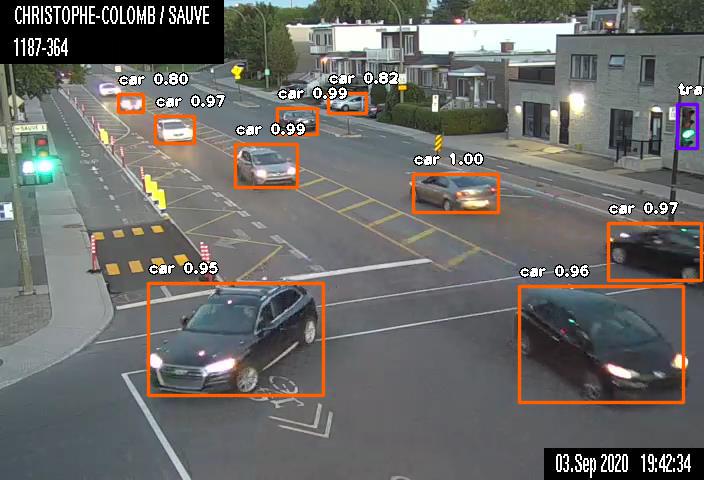 CHRISTOPHE-COLOMB / SAUVE
1187-364
car 0.80
car 0.97
car 0.99
car 0.99
car 0.82
tra
car 1.00
SAUVE
car 0.97
car 0.95
car 0.96
03.Sep 2020 19:42:34